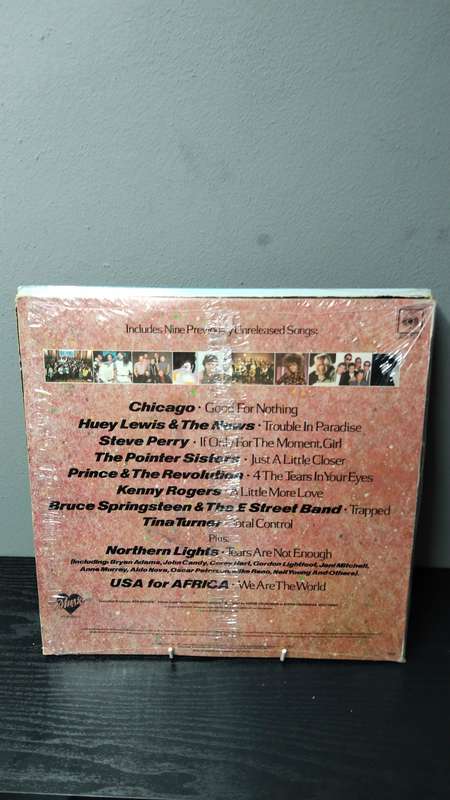 Includes Nine Previously Unreleased Songs:
Chicago · Good For Nothing
Huey Lewis & The News · Trouble In Paradise
Steve Perry · If Only For The Moment, Girl
The Pointer Sisters · Just A Little Closer
Prince & The Revolution · 4 The Tears In Your Eyes
Kenny Rogers · A Little More Love
Bruce Springsteen & The E Street Band · Trapped
Tina Turner · Total Control
Plus:
Northern Lights · Tears Are Not Enough
(Including: Bryan Adams, John Candy, Corey Hart, Gordon Lightfoot, Joni Mitchell,
Anne Murray, Aldo Nova, Oscar Peterson, Mike Reno, Neil Young And Others).
USA for AFRICA · We Are The World
Music